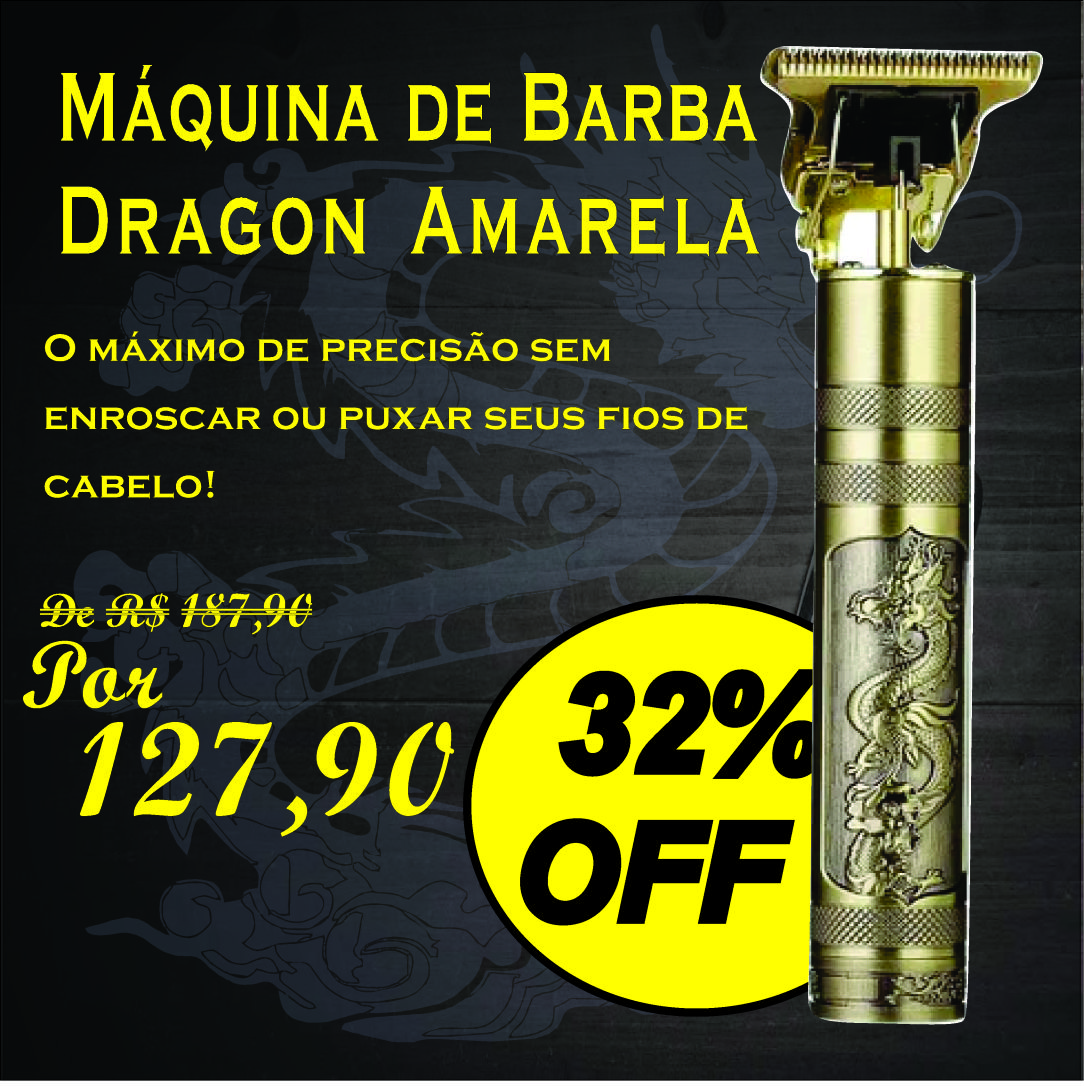 MÁQUINA DE BARBA
DRAGON AMARELA
O MÁXIMO DE PRECISÃO SEM
ENROSCAR OU PUXAR SEUS FIOS DE
CABELO!
De R$ 187,90
Por
127,90
32%
OFF